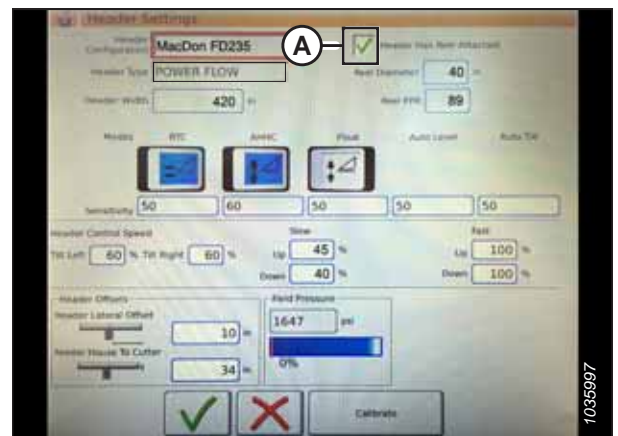 Header Settings
Header Configuration MacDon FD235 A Header Has Reel Attached
Header Type POWER FLOW Reel Diameter 40 in
Header Width 420 in Reel PPR 89
Modes RTC AHHC Float Auto Level Auto Tilt
Sensitivity 50 60 50 50 50
Header Control Speed Slow Fast
Tilt Left 60 % Tilt Right 60 % Up 45 % Up 100 %
Down 40 % Down 100 %
Header Offsets Field Pressure
Header Lateral Offset 1647 psi
10 in
Feeder House To Cutter 0%
34 in
Calibrate
1035997